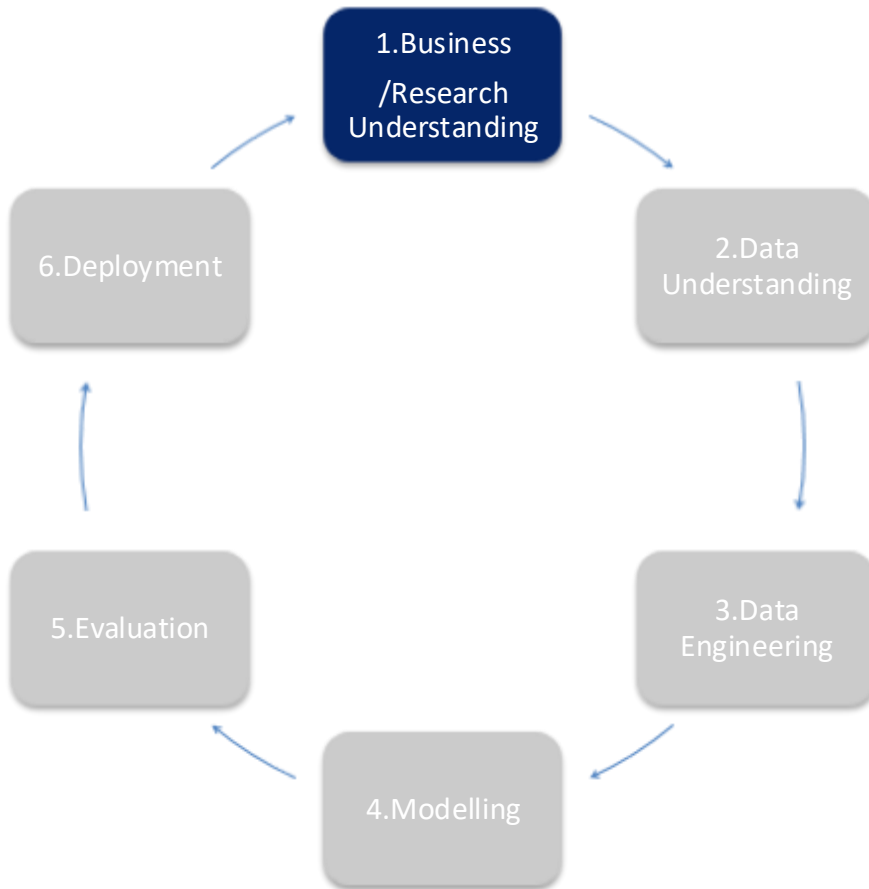 1.Business
/Research
Understanding
2.Data
Understanding
3.Data
Engineering
4.Modelling
5.Evaluation
6.Deployment